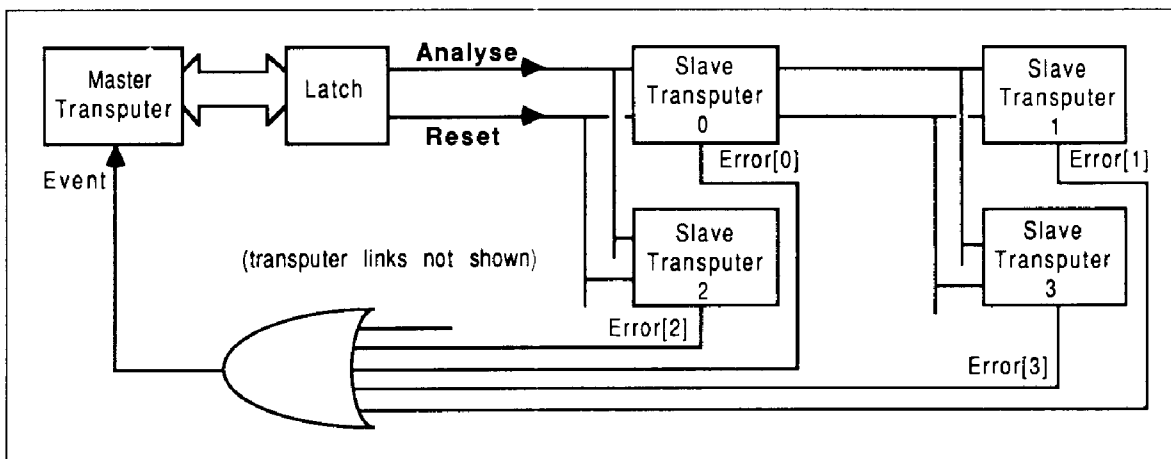 Master
Transputer
Latch
Analyse
Reset
Slave
Transputer
0
Slave
Transputer
1
Error[0]
Error[1]
Event
Slave
Transputer
2
Slave
Transputer
3
(transputer links not shown)
Error[2]
Error[3]